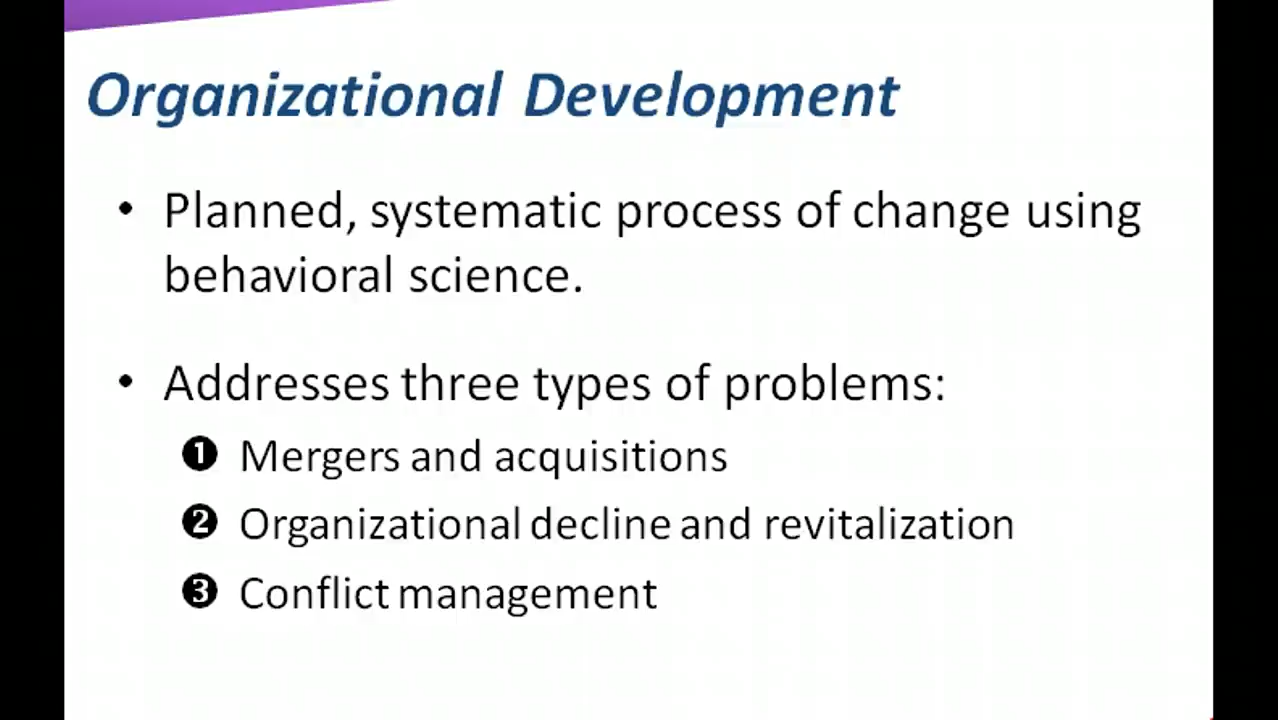 Organizational Development
• Planned, systematic process of change using
behavioral science.
• Addresses three types of problems:
❶ Mergers and acquisitions
❷ Organizational decline and revitalization
❸ Conflict management